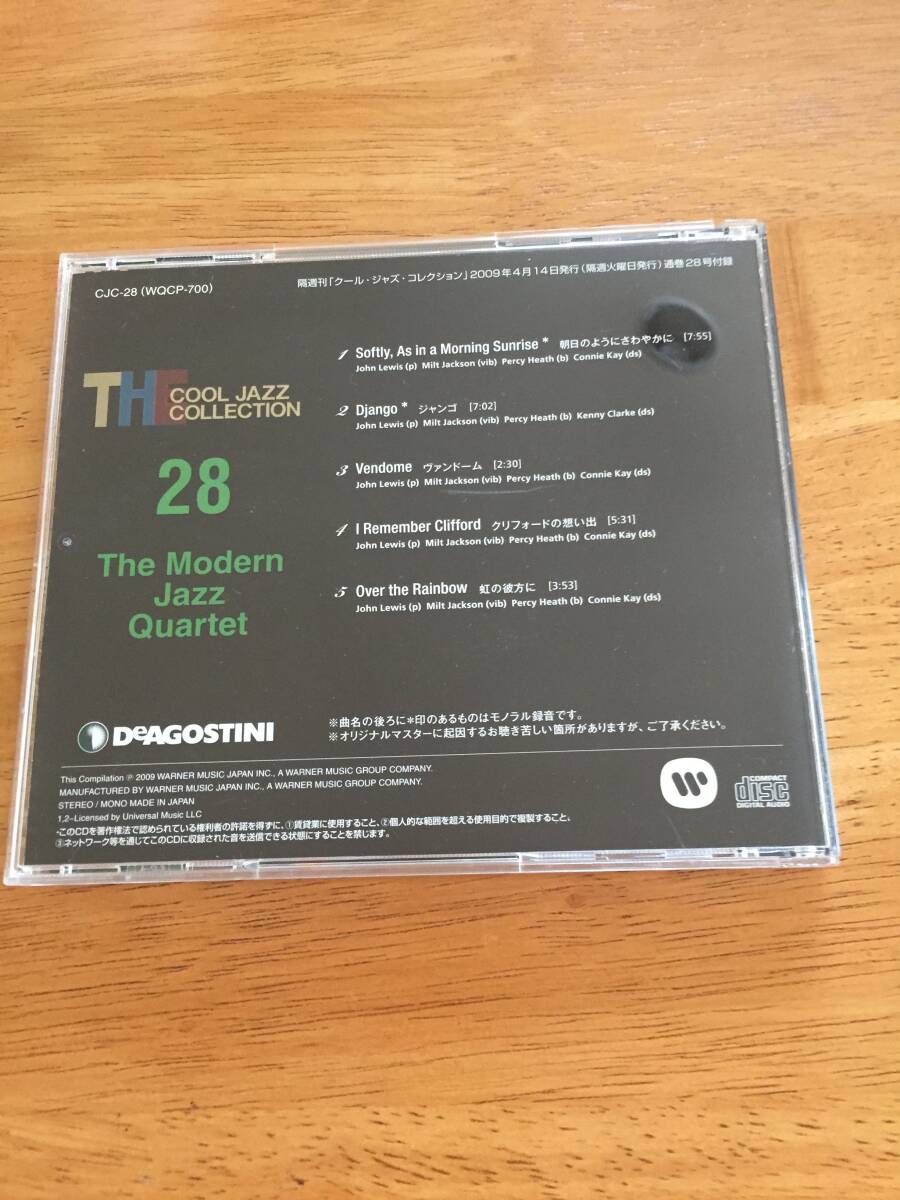 CJC-28 (WQCP-700)
隔週刊「クール・ジャズ・コレクション」2009年4月14日発行(隔週火曜日発行)通巻28号付録
THE COOL JAZZ
COLLECTION
28
The Modern
Jazz
Quartet
1 Softly, As in a Morning Sunrise * 朝日のようにさわやかに [7:55]
John Lewis (p) Milt Jackson (vib) Percy Heath (b) Connie Kay (ds)
2 Django * ジャンゴ [7:02]
John Lewis (p) Milt Jackson (vib) Percy Heath (b) Kenny Clarke (ds)
3 Vendome ヴァンドーム [2:30]
John Lewis (p) Milt Jackson (vib) Percy Heath (b) Connie Kay (ds)
4 I Remember Clifford クリフォードの想い出 [5:31]
John Lewis (p) Milt Jackson (vib) Percy Heath (b) Connie Kay (ds)
5 Over the Rainbow 虹の彼方に [3:53]
John Lewis (p) Milt Jackson (vib) Percy Heath (b) Connie Kay (ds)
DeAGOSTINI
※曲名の後ろに*印のあるものはモノラル録音です。
※オリジナルマスターに起因するお聴き苦しい箇所がありますが、ご了承ください。
This Compilation ℗ 2009 WARNER MUSIC JAPAN INC., A WARNER MUSIC GROUP COMPANY.
MANUFACTURED BY WARNER MUSIC JAPAN INC., A WARNER MUSIC GROUP COMPANY.
STEREO / MONO MADE IN JAPAN
1,2–Licensed by Universal Music LLC
・このCDを著作権法で認められている権利者の許諾を得ずに、①賃貸業に使用すること、②個人的な範囲を超える使用目的で複製すること、
③ネットワーク等を通じてこのCDに収録された音を送信できる状態にすることを禁じます。
COMPACT
disc
DIGITAL AUDIO